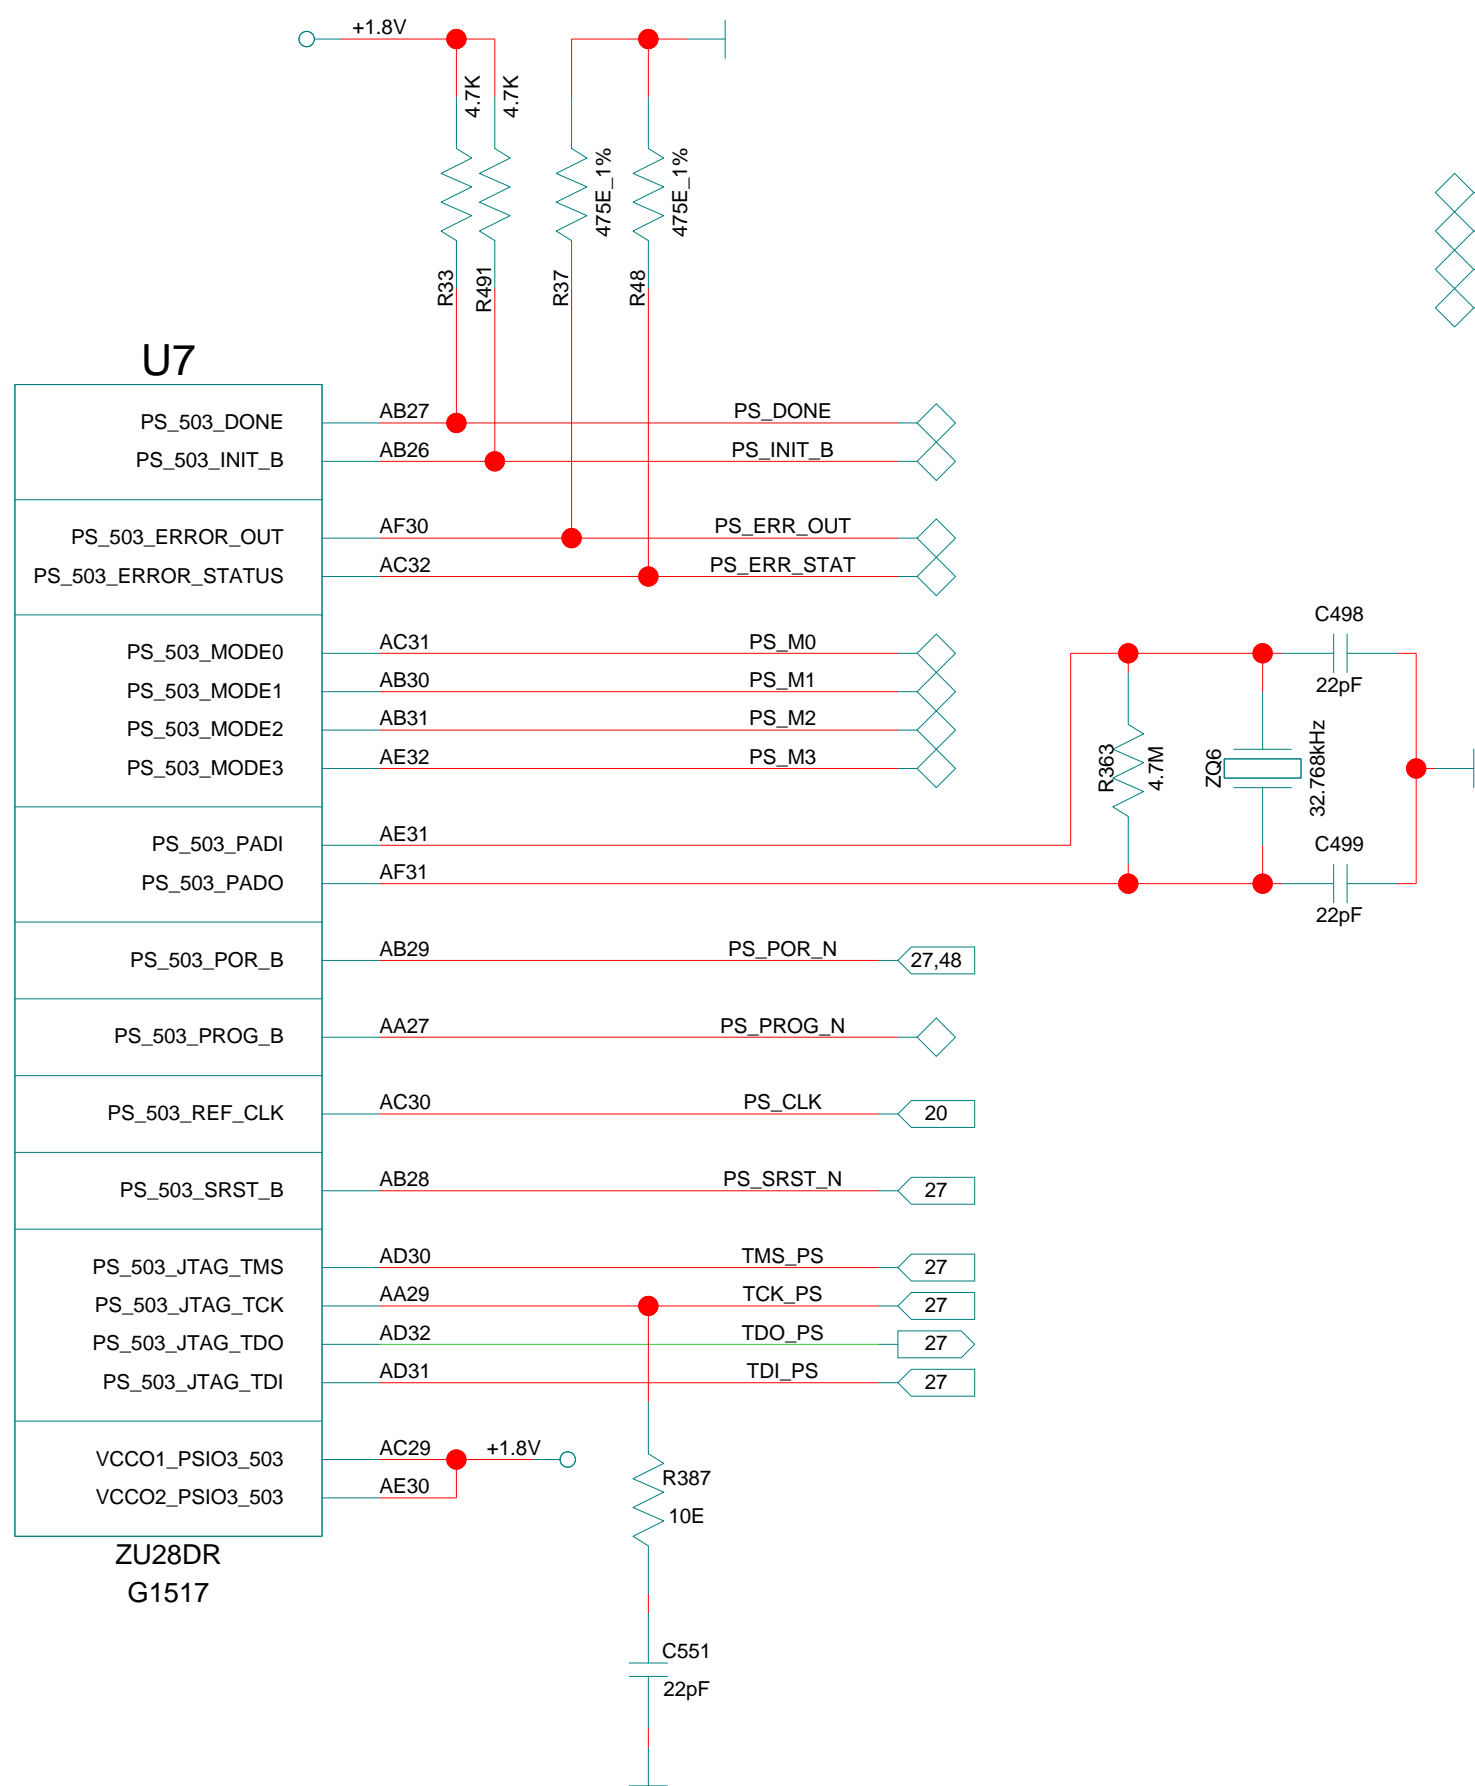 +1.8V
4.7K
4.7K
475E_1%
475E_1%
R33
R491
R37
R48
U7
PS_503_DONE AB27 PS_DONE
PS_503_INIT_B AB26 PS_INIT_B
PS_503_ERROR_OUT AF30 PS_ERR_OUT
PS_503_ERROR_STATUS AC32 PS_ERR_STAT
PS_503_MODE0 AC31 PS_M0
PS_503_MODE1 AB30 PS_M1
PS_503_MODE2 AB31 PS_M2
PS_503_MODE3 AE32 PS_M3
C498
22pF
R363
4.7M
ZQ6
32.768kHz
C499
22pF
PS_503_PADI AE31
PS_503_PADO AF31
PS_503_POR_B AB29 PS_POR_N 27,48
PS_503_PROG_B AA27 PS_PROG_N
PS_503_REF_CLK AC30 PS_CLK 20
PS_503_SRST_B AB28 PS_SRST_N 27
PS_503_JTAG_TMS AD30 TMS_PS 27
PS_503_JTAG_TCK AA29 TCK_PS 27
PS_503_JTAG_TDO AD32 TDO_PS 27
PS_503_JTAG_TDI AD31 TDI_PS 27
VCCO1_PSIO3_503 AC29 +1.8V
VCCO2_PSIO3_503 AE30
R387
10E
ZU28DR
G1517
C551
22pF